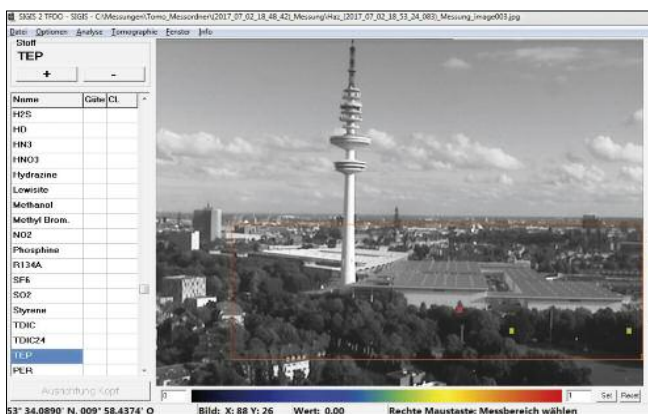 SIGIS 2 TFDO - SIGIS - C:\Messungen\Tomo_Messordner\(2017_07_02_18_48_42)_Messung\Haz_(2017_07_02_18_53_24_083)_Messung_image003.jpg
Datei Optionen Analyse Tomographie Fenster Info
Stoff
TEP
+ -
Name Güte CL
H2S
HD
HN3
HNO3
Hydrazine
Lewisite
Methanol
Methyl Brom.
NO2
Phosphine
R134A
SF6
SO2
Styrene
TDIC
TDIC24
TEP
PER
Ausrichtung Kopf
0 1 Set Reset
53° 34.0890' N, 009° 58.4374' O Bild: X: 88 Y: 26 Wert: 0.00 Rechte Maustaste: Messbereich wählen